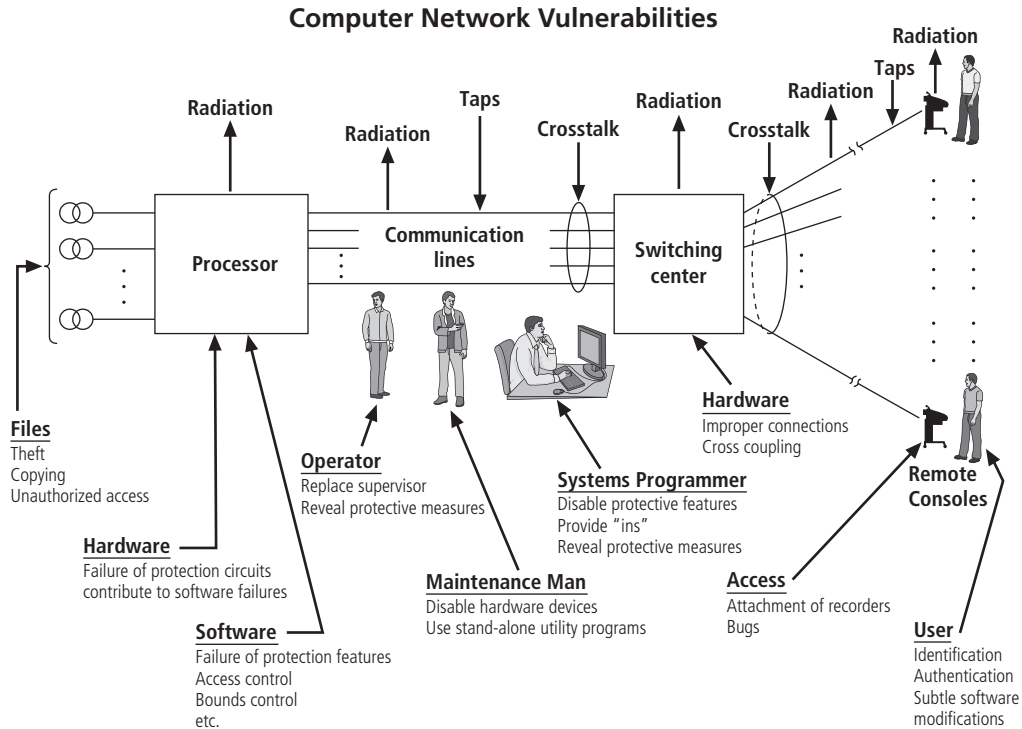 Computer Network Vulnerabilities
Radiation
Taps
Radiation
Radiation
Taps
Radiation
Radiation
Crosstalk
Crosstalk
Processor
Communication
lines
Switching
center
Files
Theft
Copying
Unauthorized access
Hardware
Failure of protection circuits
contribute to software failures
Software
Failure of protection features
Access control
Bounds control
etc.
Operator
Replace supervisor
Reveal protective measures
Maintenance Man
Disable hardware devices
Use stand-alone utility programs
Systems Programmer
Disable protective features
Provide “ins”
Reveal protective measures
Hardware
Improper connections
Cross coupling
Access
Attachment of recorders
Bugs
Remote
Consoles
User
Identification
Authentication
Subtle software
modifications